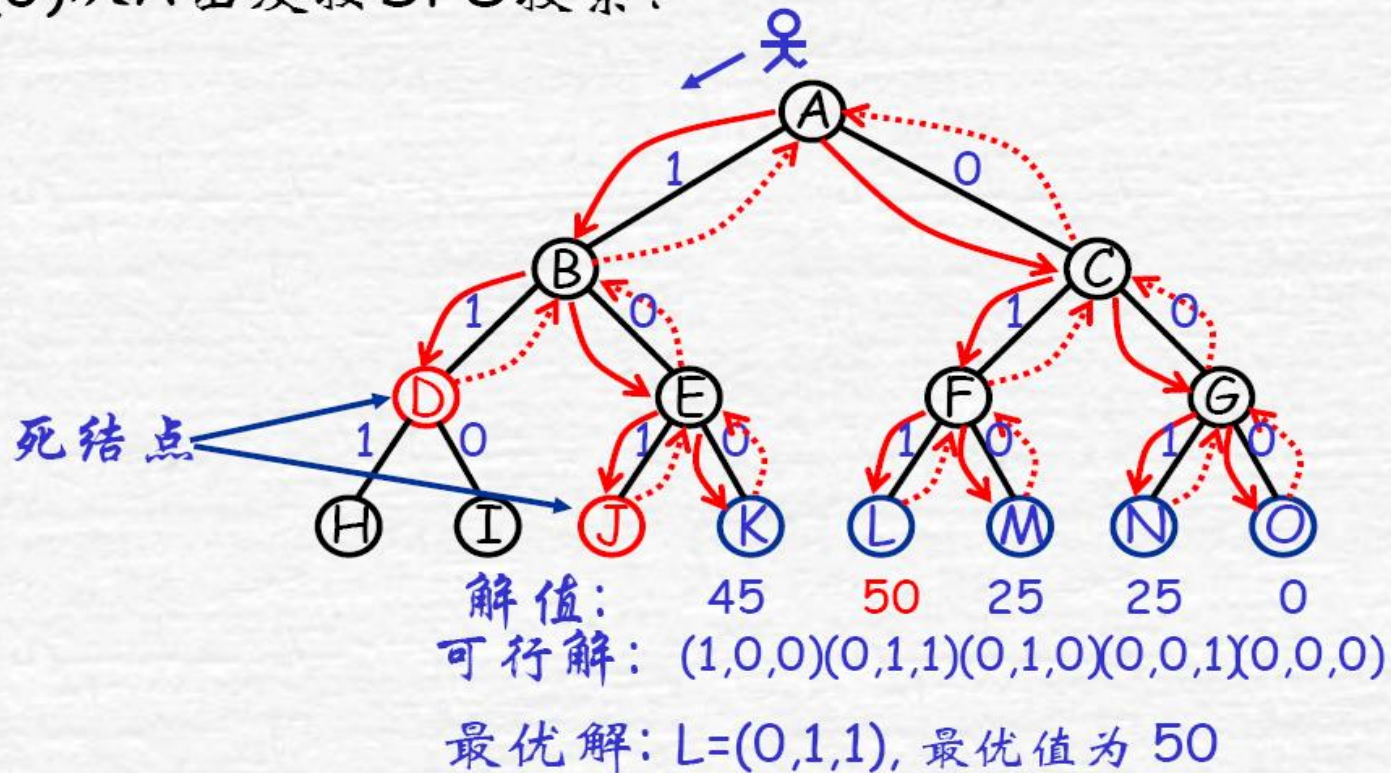 A
1 0
B C
1 0 1 0
D E F G
死结点 1 0 1 0 1 0 1 0
H I J K L M N O
解值: 45 50 25 25 0
可行解: (1,0,0)(0,1,1)(0,1,0)(0,0,1)(0,0,0)
最优解: L=(0,1,1), 最优值为 50